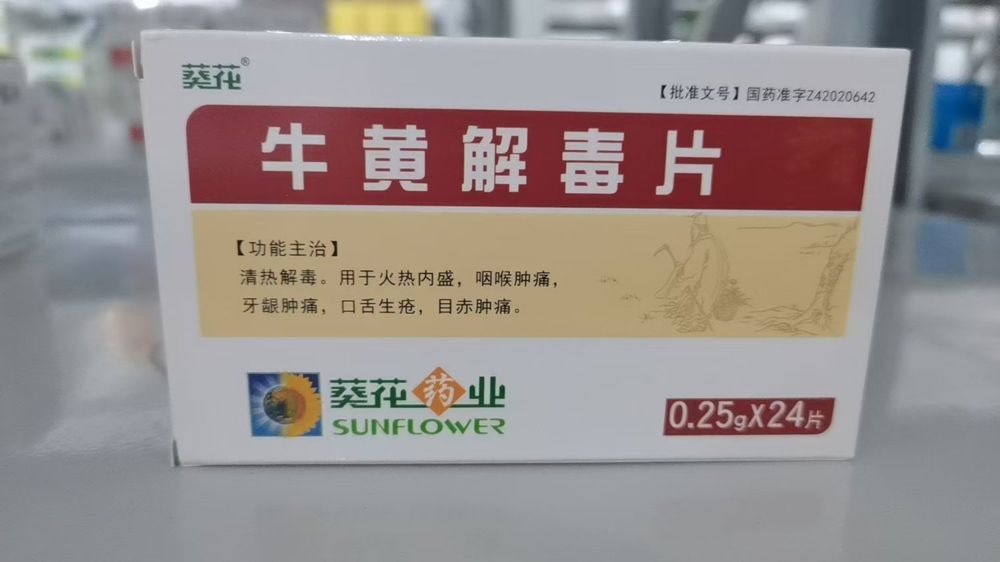 葵花®
【批准文号】国药准字Z42020642
牛黄解毒片
【功能主治】
清热解毒。用于火热内盛，咽喉肿痛，
牙龈肿痛，口舌生疮，目赤肿痛。
葵花药业
SUNFLOWER
0.25gX24片